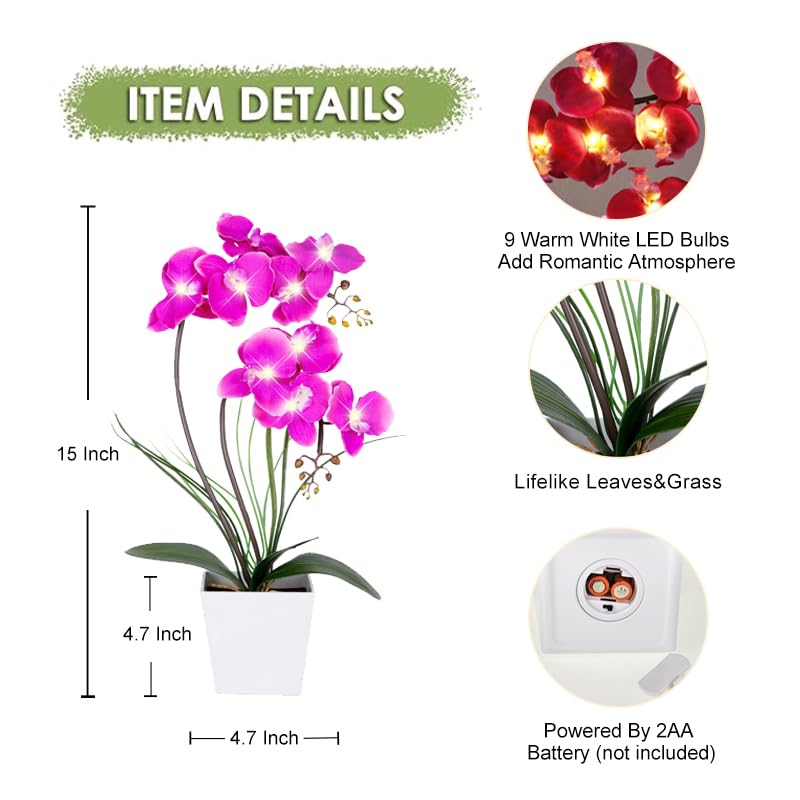 ITEM DETAILS
9 Warm White LED Bulbs
Add Romantic Atmosphere
15 Inch
Lifelike Leaves&Grass
4.7 Inch
4.7 Inch
Powered By 2AA
Battery (not included)